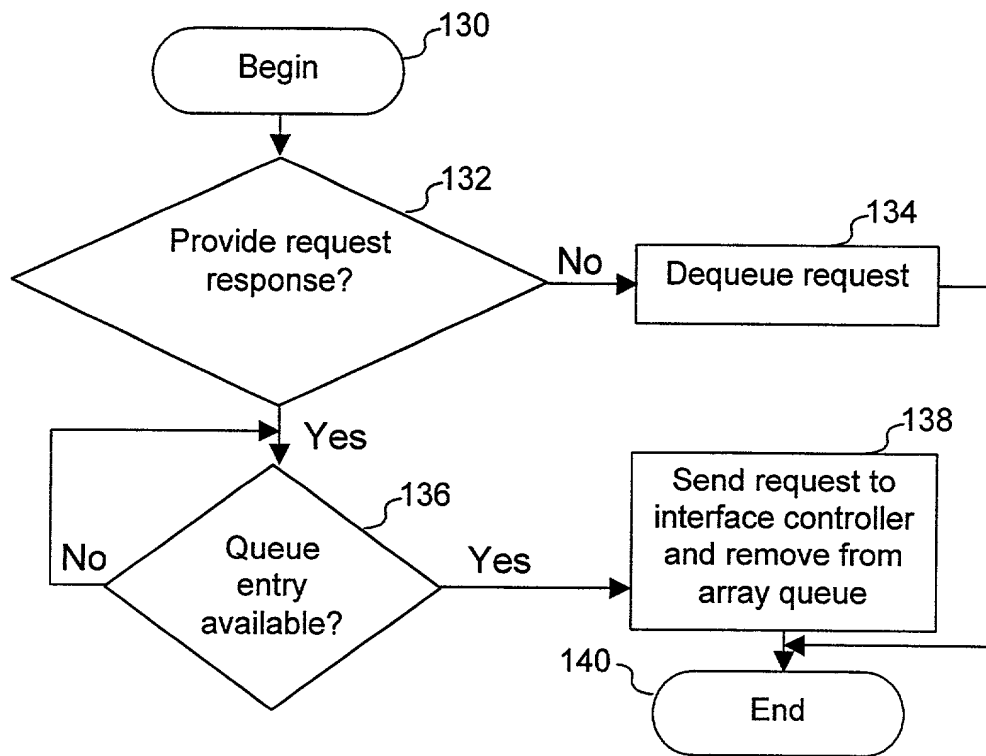 130
Begin
132
Provide request
response?
No
134
Dequeue request
Yes
136
Queue
entry
available?
No
Yes
138
Send request to
interface controller
and remove from
array queue
140
End